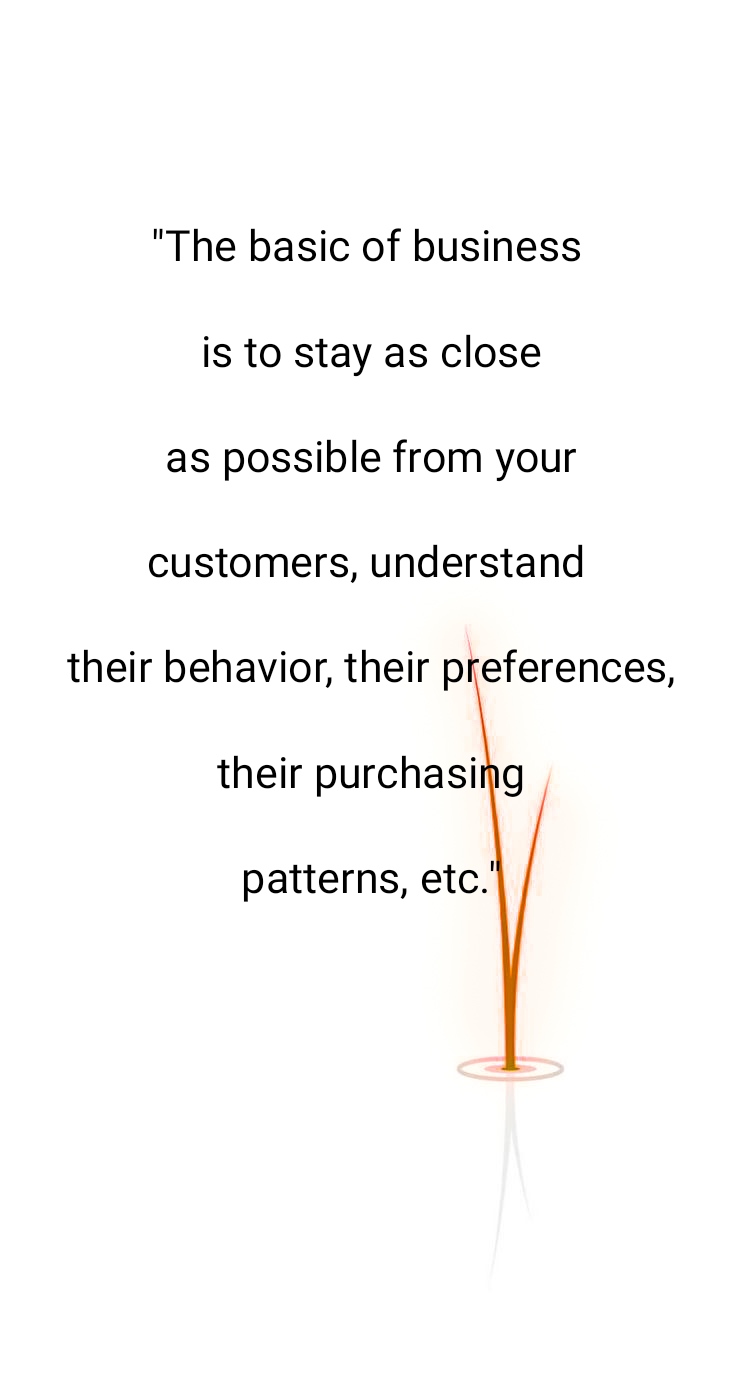 "The basic of business
is to stay as close
as possible from your
customers, understand
their behavior, their preferences,
their purchasing
patterns, etc."